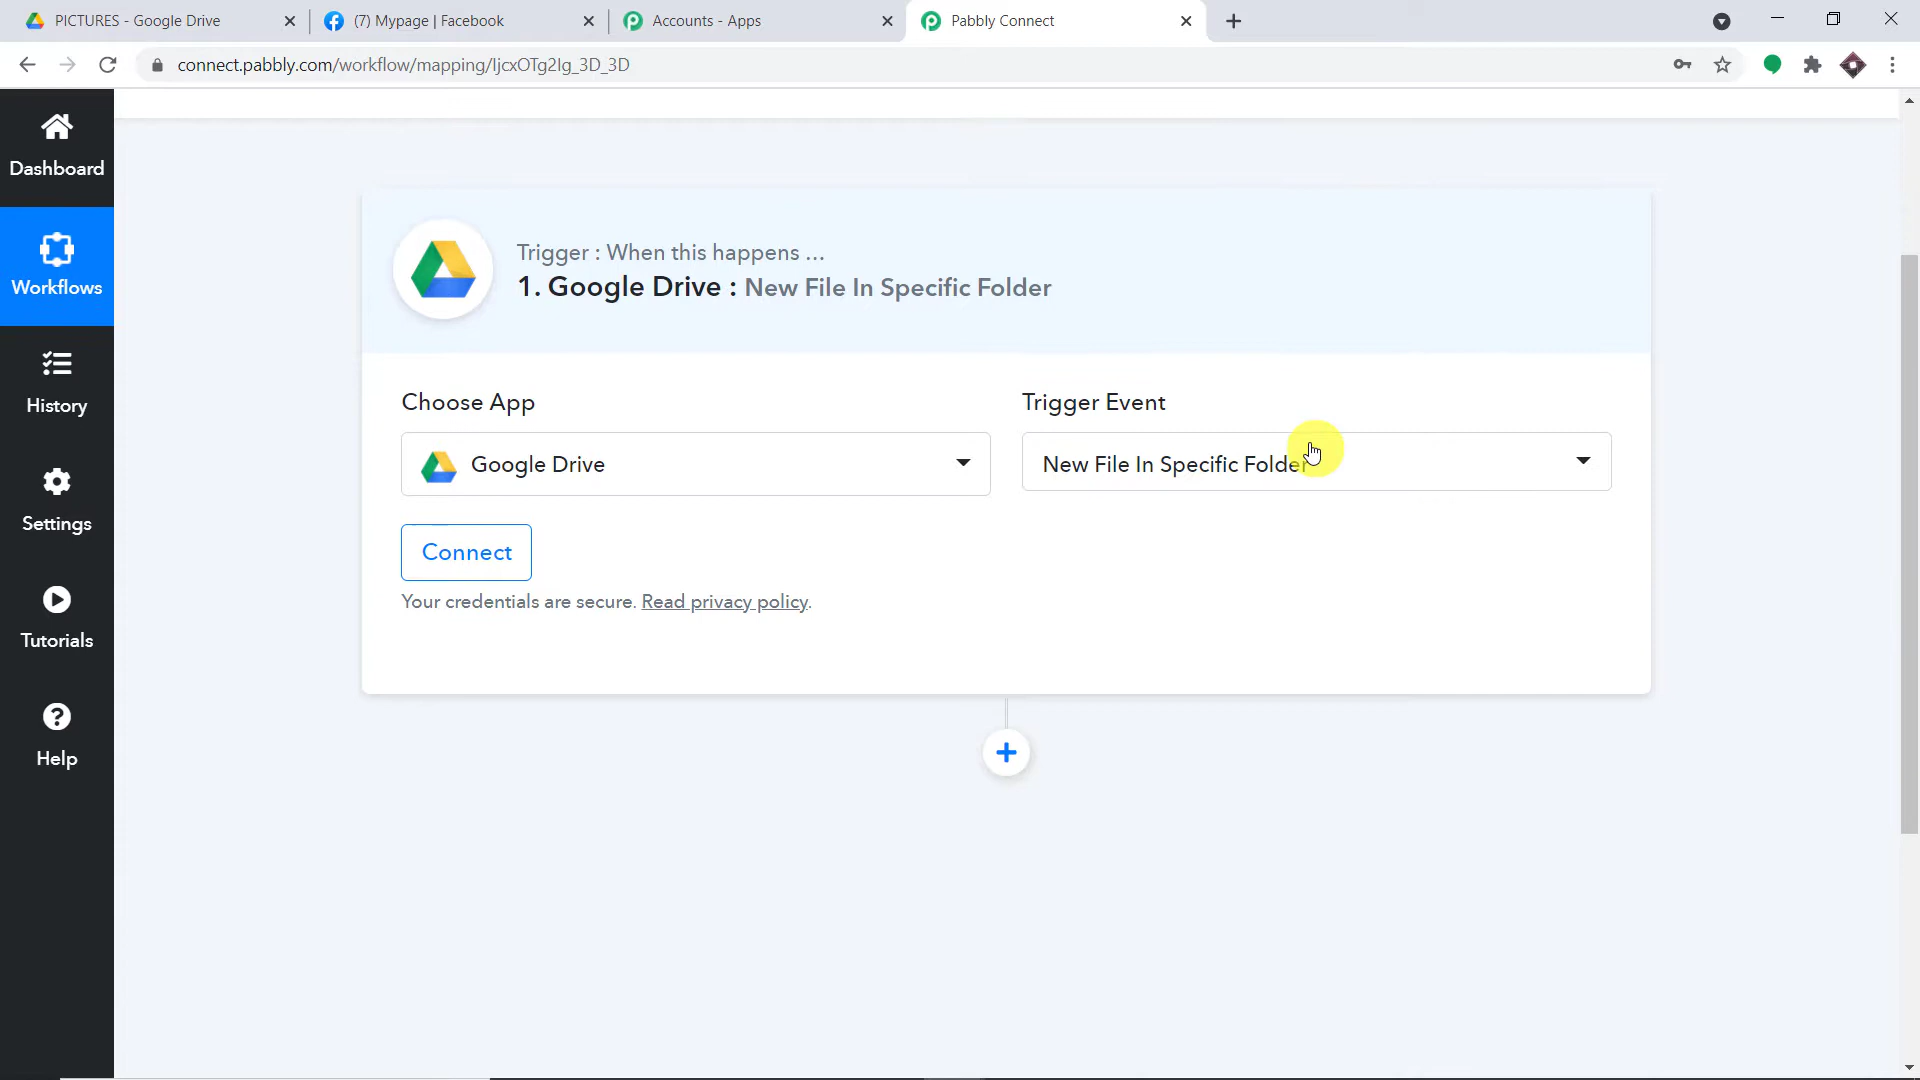 PICTURES - Google Drive
(7) Mypage | Facebook
Accounts - Apps
Pabbly Connect
connect.pabbly.com/workflow/mapping/IjcxOTg2Ig_3D_3D
Dashboard
Workflows
History
Settings
Tutorials
Help
Trigger : When this happens ...
1. Google Drive : New File In Specific Folder
Choose App
Trigger Event
Google Drive
New File In Specific Folder
Connect
Your credentials are secure. Read privacy policy.